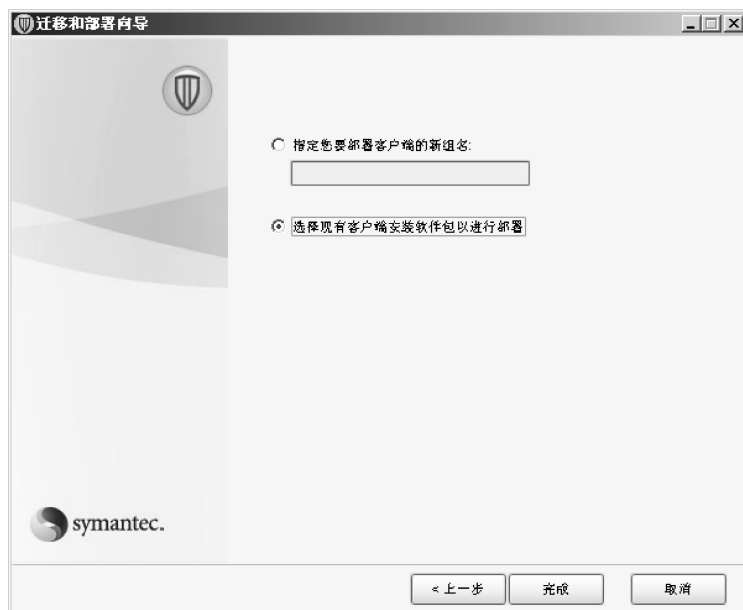 迁移和部署向导
指定您要部署客户端的新组名:
选择现有客户端安装软件包以进行部署
symantec.
< 上一步
完成
取消